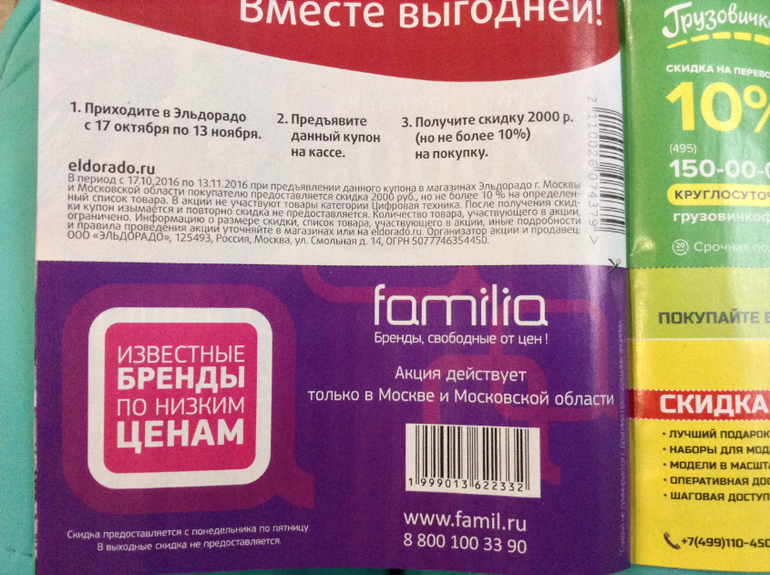 Вместе выгодней!
1. Приходите в Эльдорадо
с 17 октября по 13 ноября.
2. Предъявите
данный купон
на кассе.
3. Получите скидку 2000 р.
(но не более 10%)
на покупку.
eldorado.ru
В период с 17.10.2016 по 13.11.2016 при предъявлении данного купона в магазинах Эльдорадо г. Москвы
и Московской области покупателю предоставляется скидка 2000 руб., но не более 10 % на определен-
ный список товара. В акции не участвуют товары категории Цифровая техника. После получения скид-
ки купон изымается и повторно скидка не предоставляется. Количество товара, участвующего в акции,
ограничено. Информацию о размере скидки, список товара, участвующего в акции, иные подробности
и правила проведения акции уточняйте в магазинах или на eldorado.ru. Организатор акции и продавец:
ООО «ЭЛЬДОРАДО», 125493, Россия, Москва, ул. Смольная д. 14, ОГРН 5077746354450.
familia
Бренды, свободные от цен!
ИЗВЕСТНЫЕ
БРЕНДЫ
ПО НИЗКИМ
ЦЕНАМ
Акция действует
только в Москве и Московской области
1 999013 622332
www.famil.ru
8 800 100 33 90
Скидка предоставляется с понедельника по пятницу
В выходные скидка не предоставляется.
Грузовичк
СКИДКА НА ПЕРЕВО
10%
(495)
150-00-0
КРУГЛОСУТОЧ
грузовичкоф
20 Срочная по
ПОКУПАЙТЕ В
СКИДКА
• ЛУЧШИЙ ПОДАРОК
• НАБОРЫ ДЛЯ МОД
• МОДЕЛИ В МАСШТА
• ОПЕРАТИВНАЯ ДОС
• ШАГОВАЯ ДОСТУП
+7(499)110-450